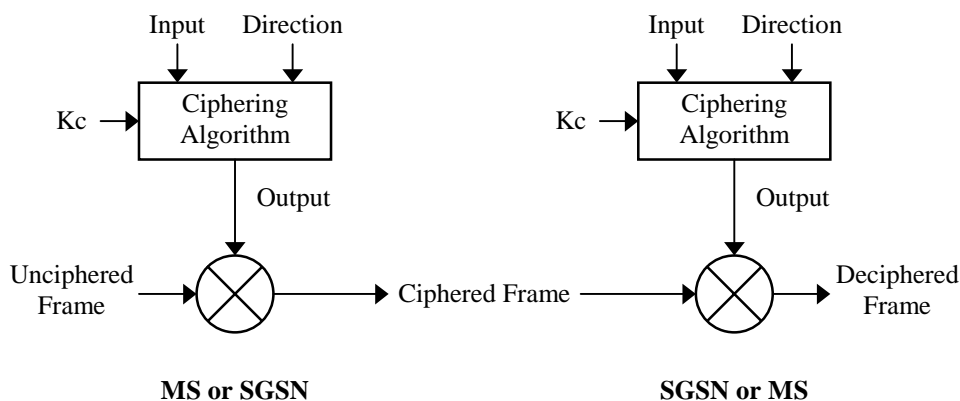 Input Direction
Input Direction
Kc
Ciphering
Algorithm
Kc
Ciphering
Algorithm
Output
Output
Unciphered
Frame
Ciphered Frame
Deciphered
Frame
MS or SGSN
SGSN or MS